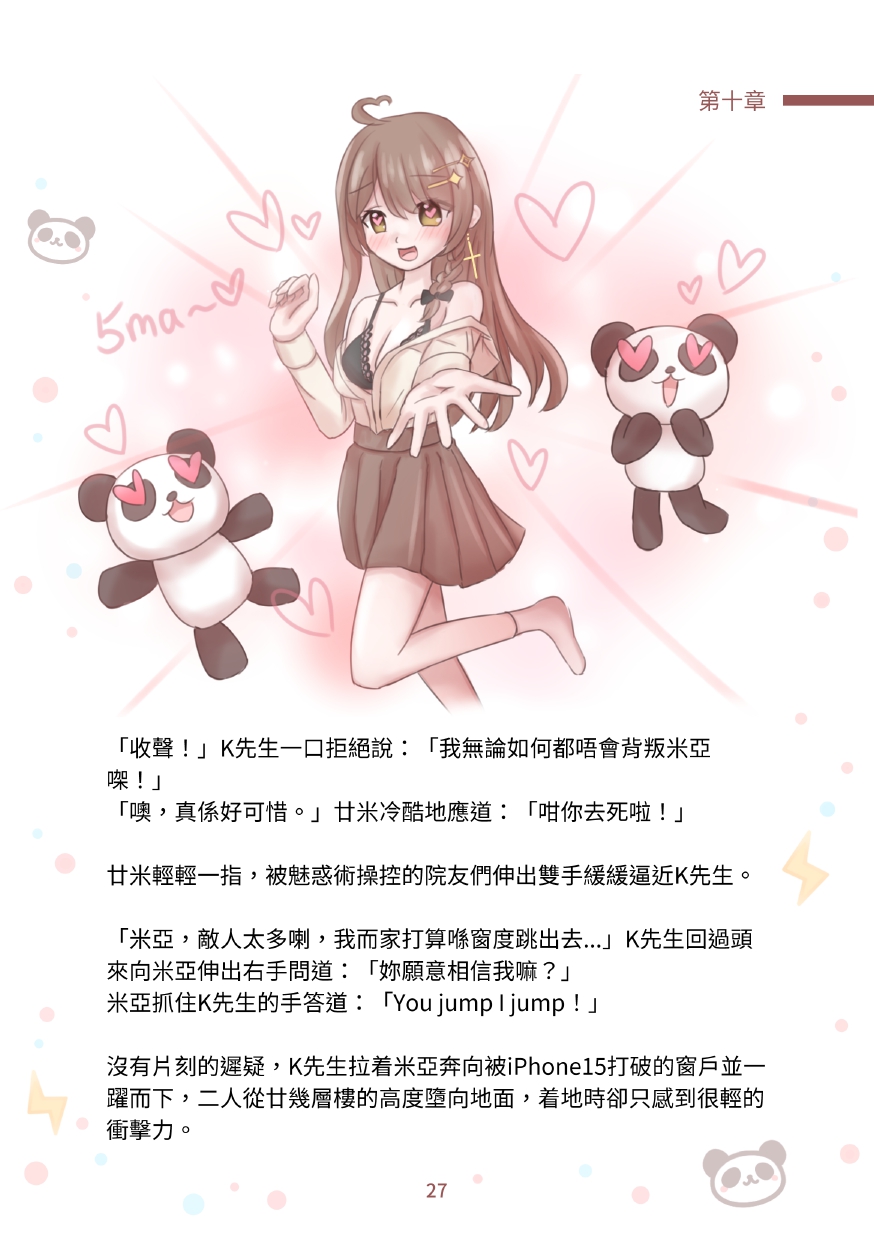 第十章
5ma~
「收聲！」K先生一口拒絕說：「我無論如何都唔會背叛米亞
㗎！」
「噢，真係好可惜。」廿米冷酷地應道：「咁你去死啦！」
廿米輕輕一指，被魅惑術操控的院友們伸出雙手緩緩逼近K先生。
「米亞，敵人太多喇，我而家打算喺窗度跳出去...」K先生回過頭
來向米亞伸出右手問道：「妳願意相信我嘛？」
米亞抓住K先生的手答道：「You jump I jump！」
沒有片刻的遲疑，K先生拉着米亞奔向被iPhone15打破的窗戶並一
躍而下，二人從廿幾層樓的高度墮向地面，着地時卻只感到很輕的
衝擊力。
27